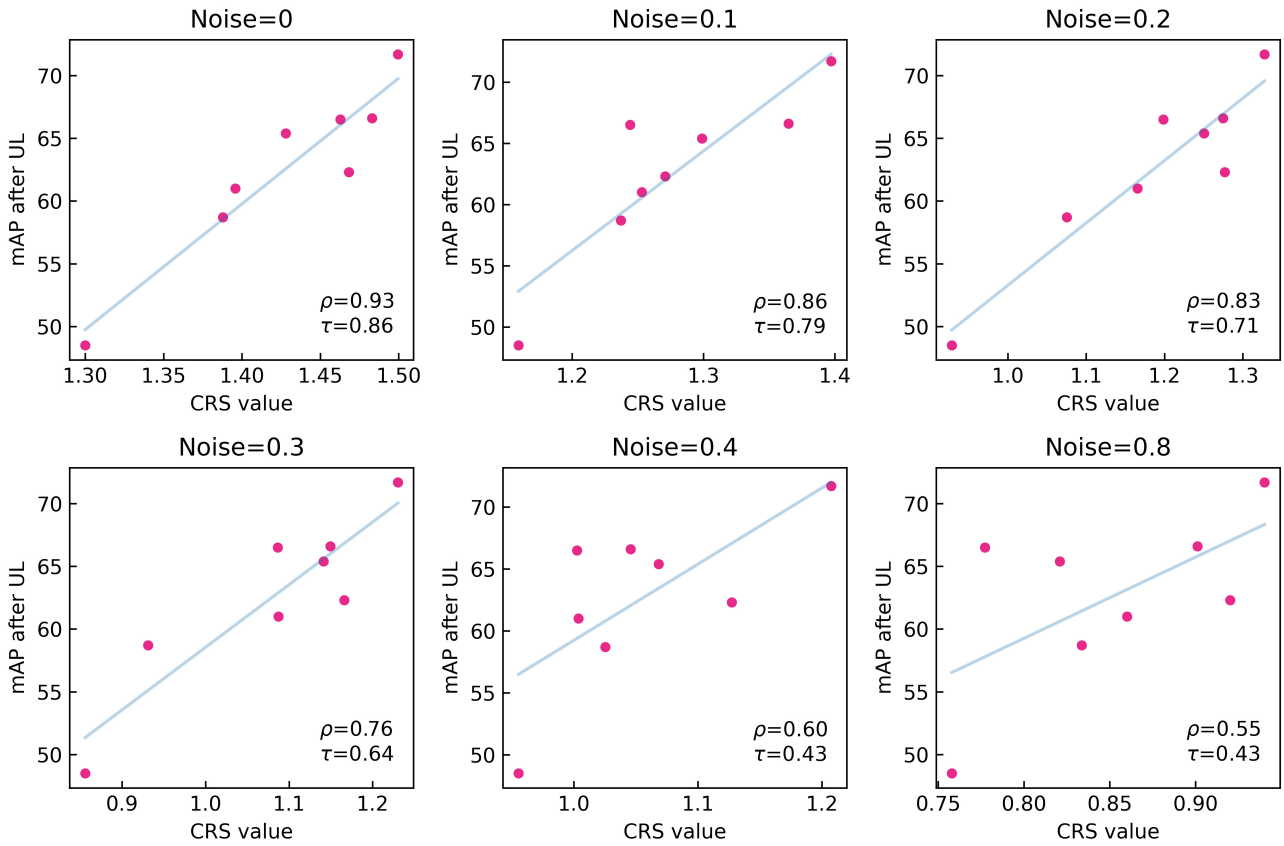 Noise=0
mAP after UL
70
65
60
55
50
ρ=0.93
τ=0.86
1.30 1.35 1.40 1.45 1.50
CRS value
Noise=0.1
mAP after UL
70
65
60
55
50
ρ=0.86
τ=0.79
1.2 1.3 1.4
CRS value
Noise=0.2
mAP after UL
70
65
60
55
50
ρ=0.83
τ=0.71
1.0 1.1 1.2 1.3
CRS value
Noise=0.3
mAP after UL
70
65
60
55
50
ρ=0.76
τ=0.64
0.9 1.0 1.1 1.2
CRS value
Noise=0.4
mAP after UL
70
65
60
55
50
ρ=0.60
τ=0.43
1.0 1.1 1.2
CRS value
Noise=0.8
mAP after UL
70
65
60
55
50
ρ=0.55
τ=0.43
0.75 0.80 0.85 0.90
CRS value